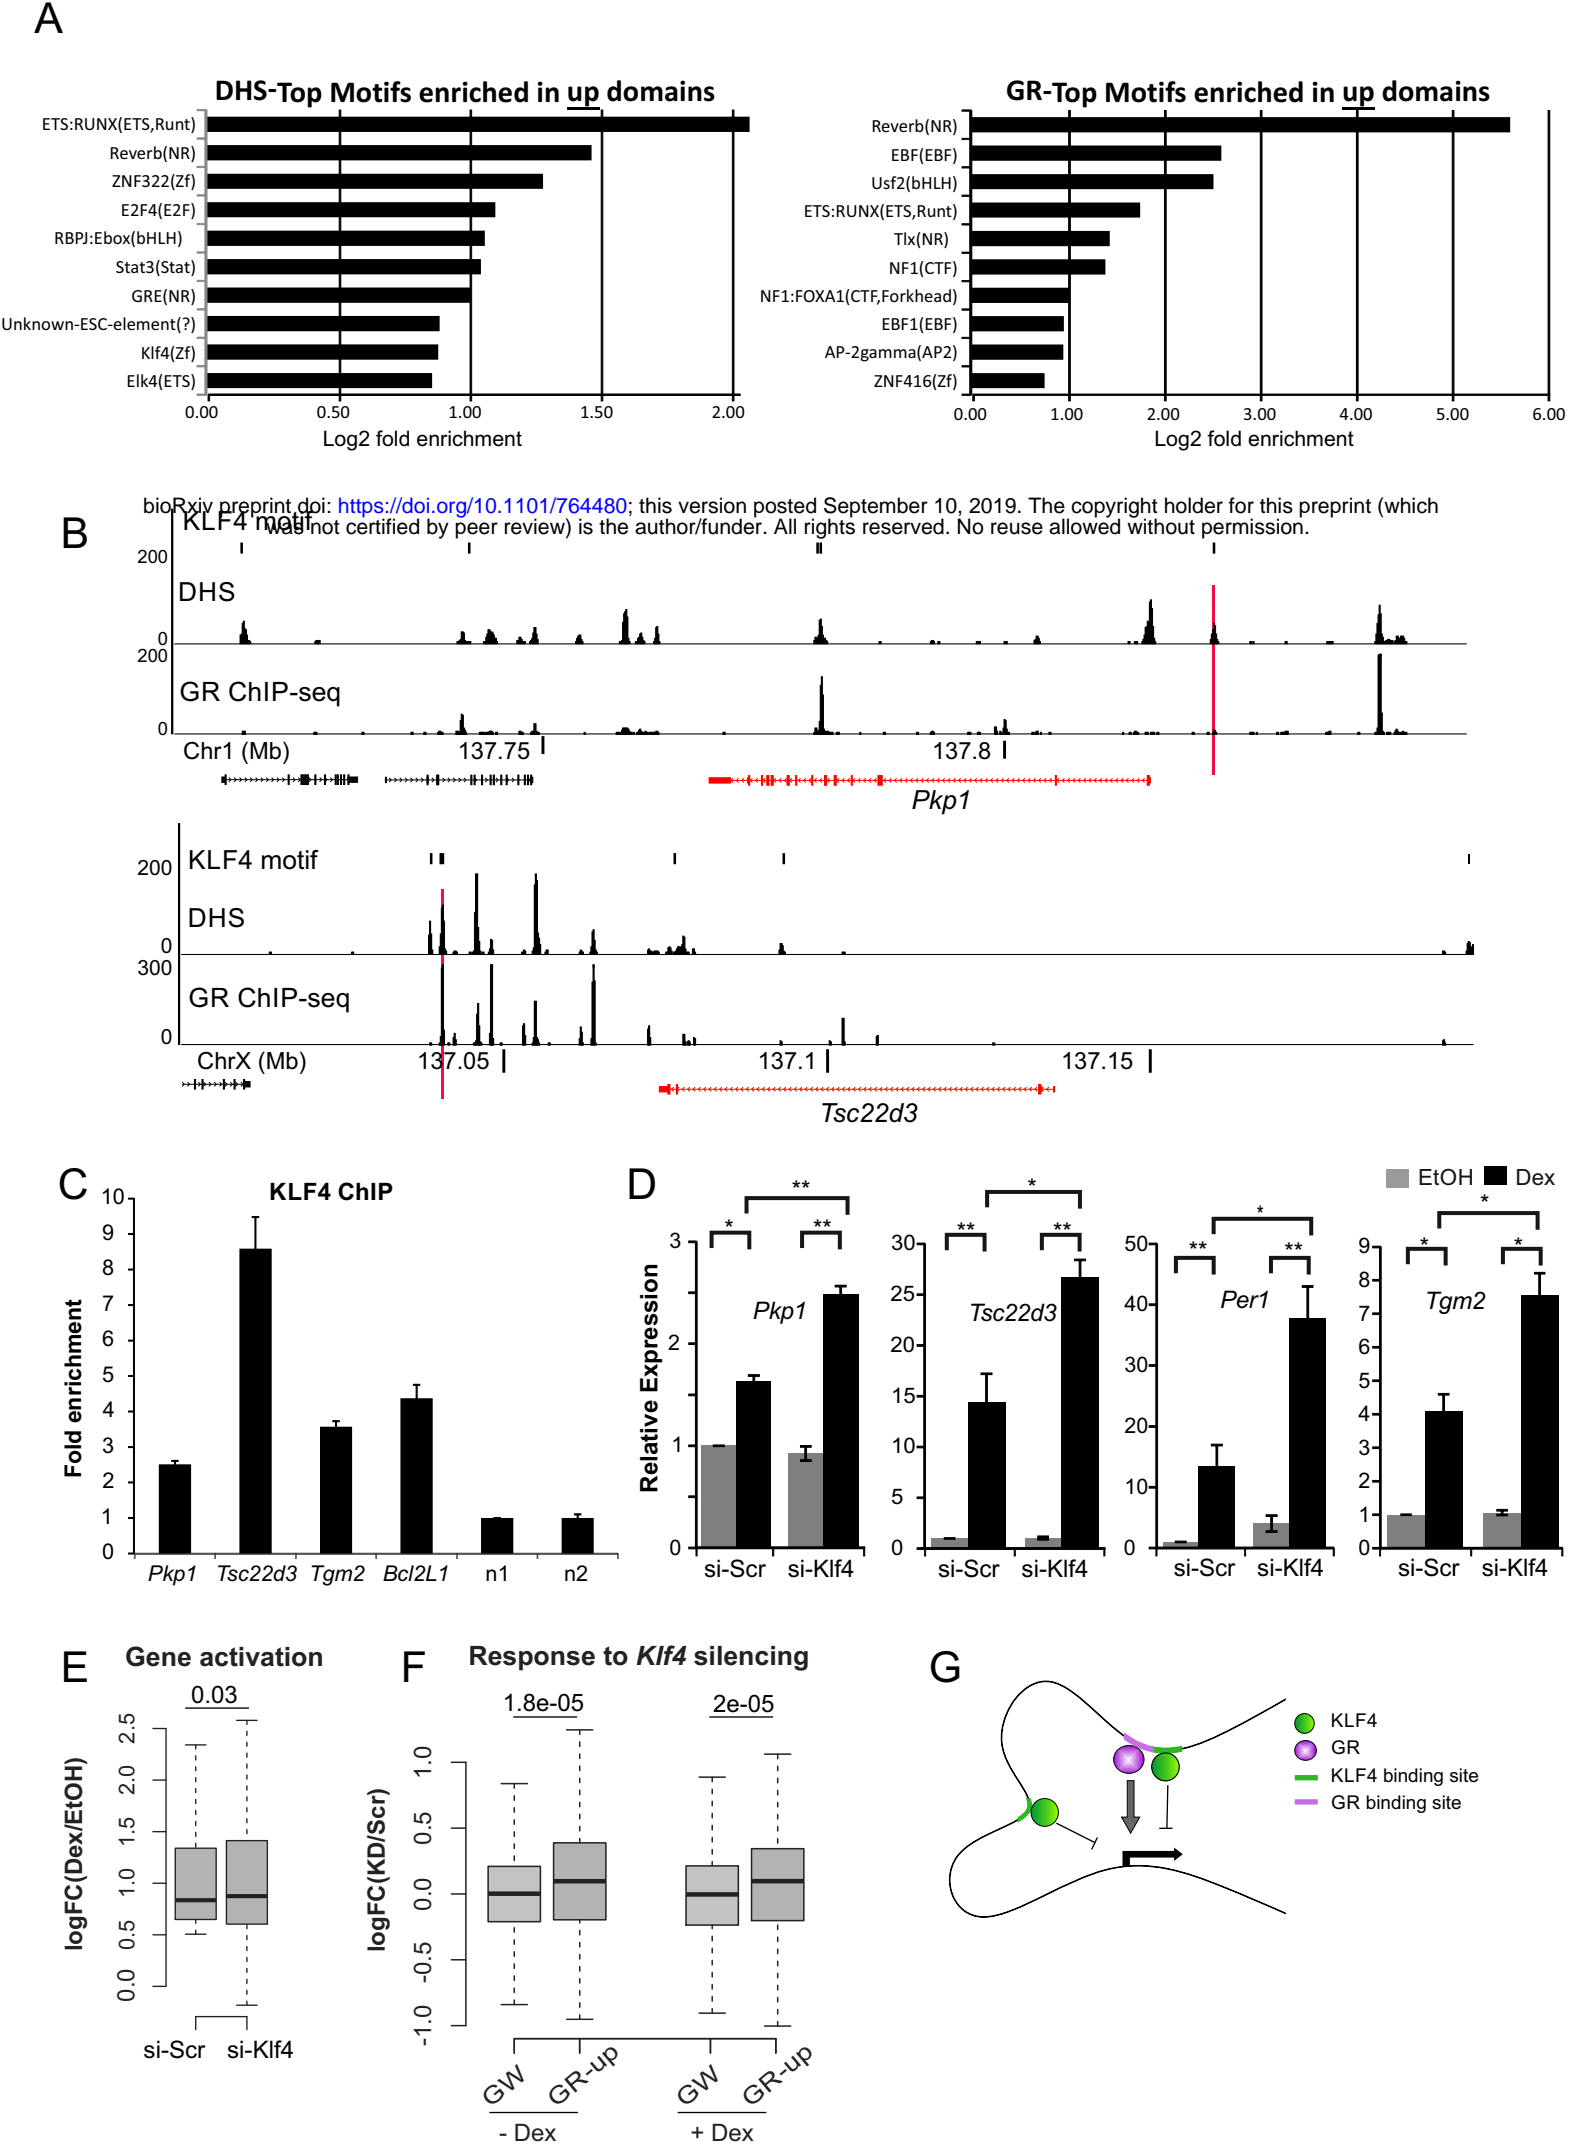 A
DHS-Top Motifs enriched in up domains
ETS:RUNX(ETS,Runt)
Reverb(NR)
ZNF322(Zf)
E2F4(E2F)
RBPJ:Ebox(bHLH)
Stat3(Stat)
GRE(NR)
Unknown-ESC-element(?)
Klf4(Zf)
Elk4(ETS)
0.00 0.50 1.00 1.50 2.00
Log2 fold enrichment
GR-Top Motifs enriched in up domains
Reverb(NR)
EBF(EBF)
Usf2(bHLH)
ETS:RUNX(ETS,Runt)
Tlx(NR)
NF1(CTF)
NF1:FOXA1(CTF,Forkhead)
EBF1(EBF)
AP-2gamma(AP2)
ZNF416(Zf)
0.00 1.00 2.00 3.00 4.00 5.00 6.00
Log2 fold enrichment
bioRxiv preprint doi: https://doi.org/10.1101/764480; this version posted September 10, 2019. The copyright holder for this preprint (which
was not certified by peer review) is the author/funder. All rights reserved. No reuse allowed without permission.
B
KLF4 motif
200
DHS
0
200
GR ChIP-seq
0
Chr1 (Mb) 137.75 137.8
Pkp1
KLF4 motif
200
DHS
0
300
GR ChIP-seq
0
ChrX (Mb) 137.05 137.1 137.15
Tsc22d3
C
KLF4 ChIP
Fold enrichment
10
9
8
7
6
5
4
3
2
1
0
Pkp1 Tsc22d3 Tgm2 Bcl2L1 n1 n2
D
EtOH Dex
Relative Expression
3
2
1
0
* ** **
Pkp1
si-Scr si-Klf4
30
25
20
15
10
5
0
** ** *
Tsc22d3
si-Scr si-Klf4
50
40
30
20
10
0
** ** *
Per1
si-Scr si-Klf4
9
8
7
6
5
4
3
2
1
0
* * *
Tgm2
si-Scr si-Klf4
E
Gene activation
0.03
logFC(Dex/EtOH)
2.5
2.0
1.5
1.0
0.5
0.0
si-Scr si-Klf4
F
Response to Klf4 silencing
1.8e-05 2e-05
logFC(KD/Scr)
1.0
0.5
0.0
-0.5
-1.0
GW GR-up GW GR-up
- Dex + Dex
G
KLF4
GR
KLF4 binding site
GR binding site